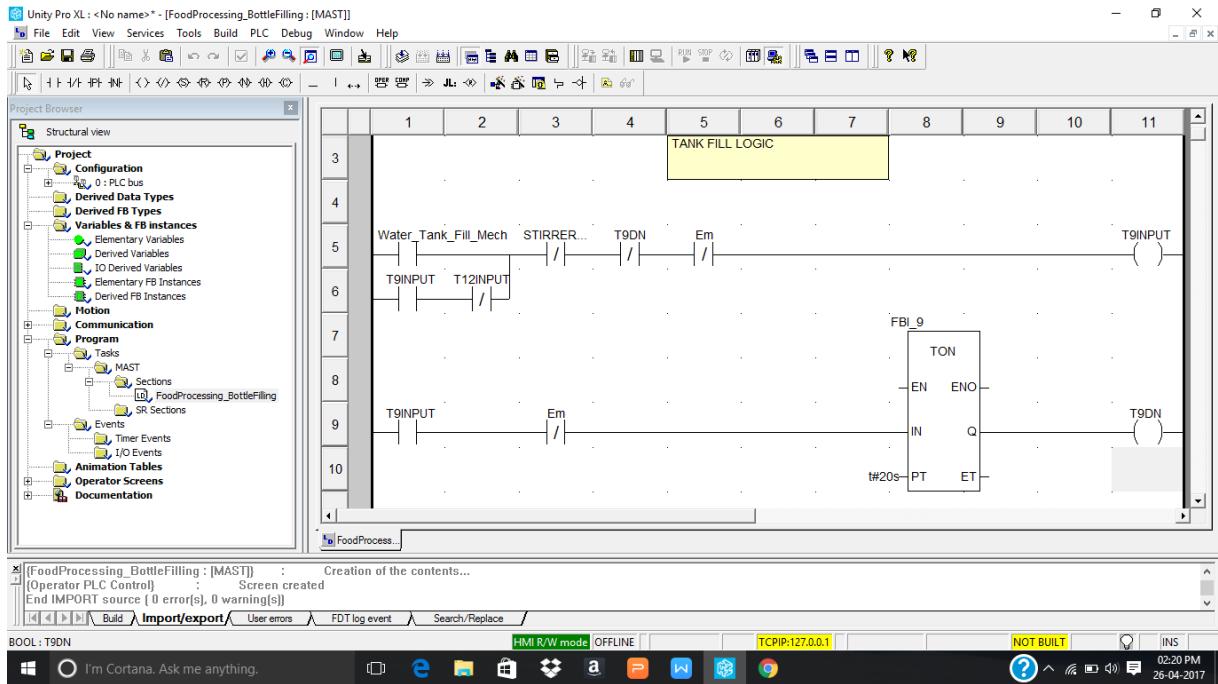 Unity Pro XL : <No name>* - [FoodProcessing_BottleFilling : [MAST]]
File Edit View Services Tools Build PLC Debug Window Help
Project Browser
Structural view
Project
Configuration
0 : PLC bus
Derived Data Types
Derived FB Types
Variables & FB instances
Elementary Variables
Derived Variables
IO Derived Variables
Elementary FB Instances
Derived FB Instances
Motion
Communication
Program
Tasks
MAST
Sections
FoodProcessing_BottleFilling
SR Sections
Events
Timer Events
I/O Events
Animation Tables
Operator Screens
Documentation
1 2 3 4 5 6 7 8 9 10 11
3 TANK FILL LOGIC
4
Water_Tank_Fill_Mech STIRRER... T9DN Em T9INPUT
5
T9INPUT T12INPUT
6
FBI_9
7
TON
8 EN ENO
T9INPUT Em T9DN
9 IN Q
10 t#20s PT ET
FoodProcess...
{FoodProcessing_BottleFilling : [MAST]} : Creation of the contents...
{Operator PLC Control} : Screen created
End IMPORT source ( 0 error(s), 0 warning(s))
Build Import/export User errors FDT log event Search/Replace
BOOL : T9DN HMI R/W mode OFFLINE TCPIP:127.0.0.1 NOT BUILT INS
I'm Cortana. Ask me anything.
02:20 PM
26-04-2017